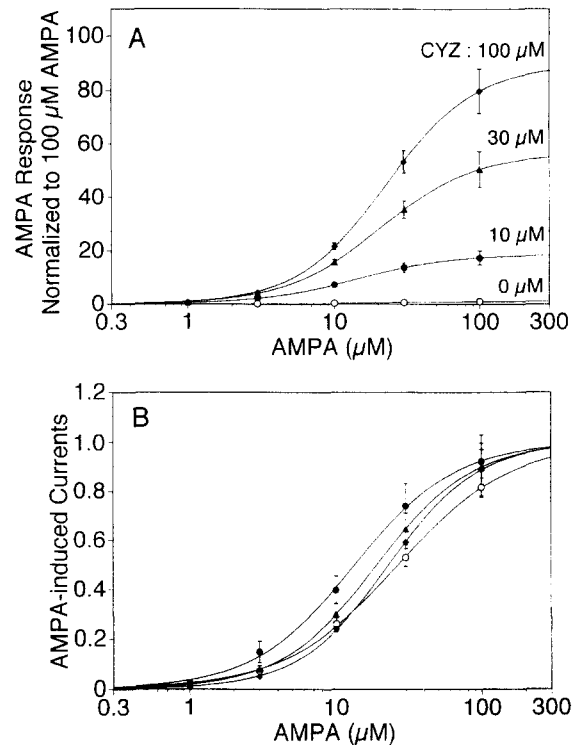 A
AMPA Response
Normalized to 100 µM AMPA
100
80
60
40
20
0
CYZ : 100 µM
30 µM
10 µM
0 µM
0.3 1 10 100 300
AMPA (µM)
B
AMPA-induced Currents
1.2
1.0
0.8
0.6
0.4
0.2
0
0.3 1 10 100 300
AMPA (µM)